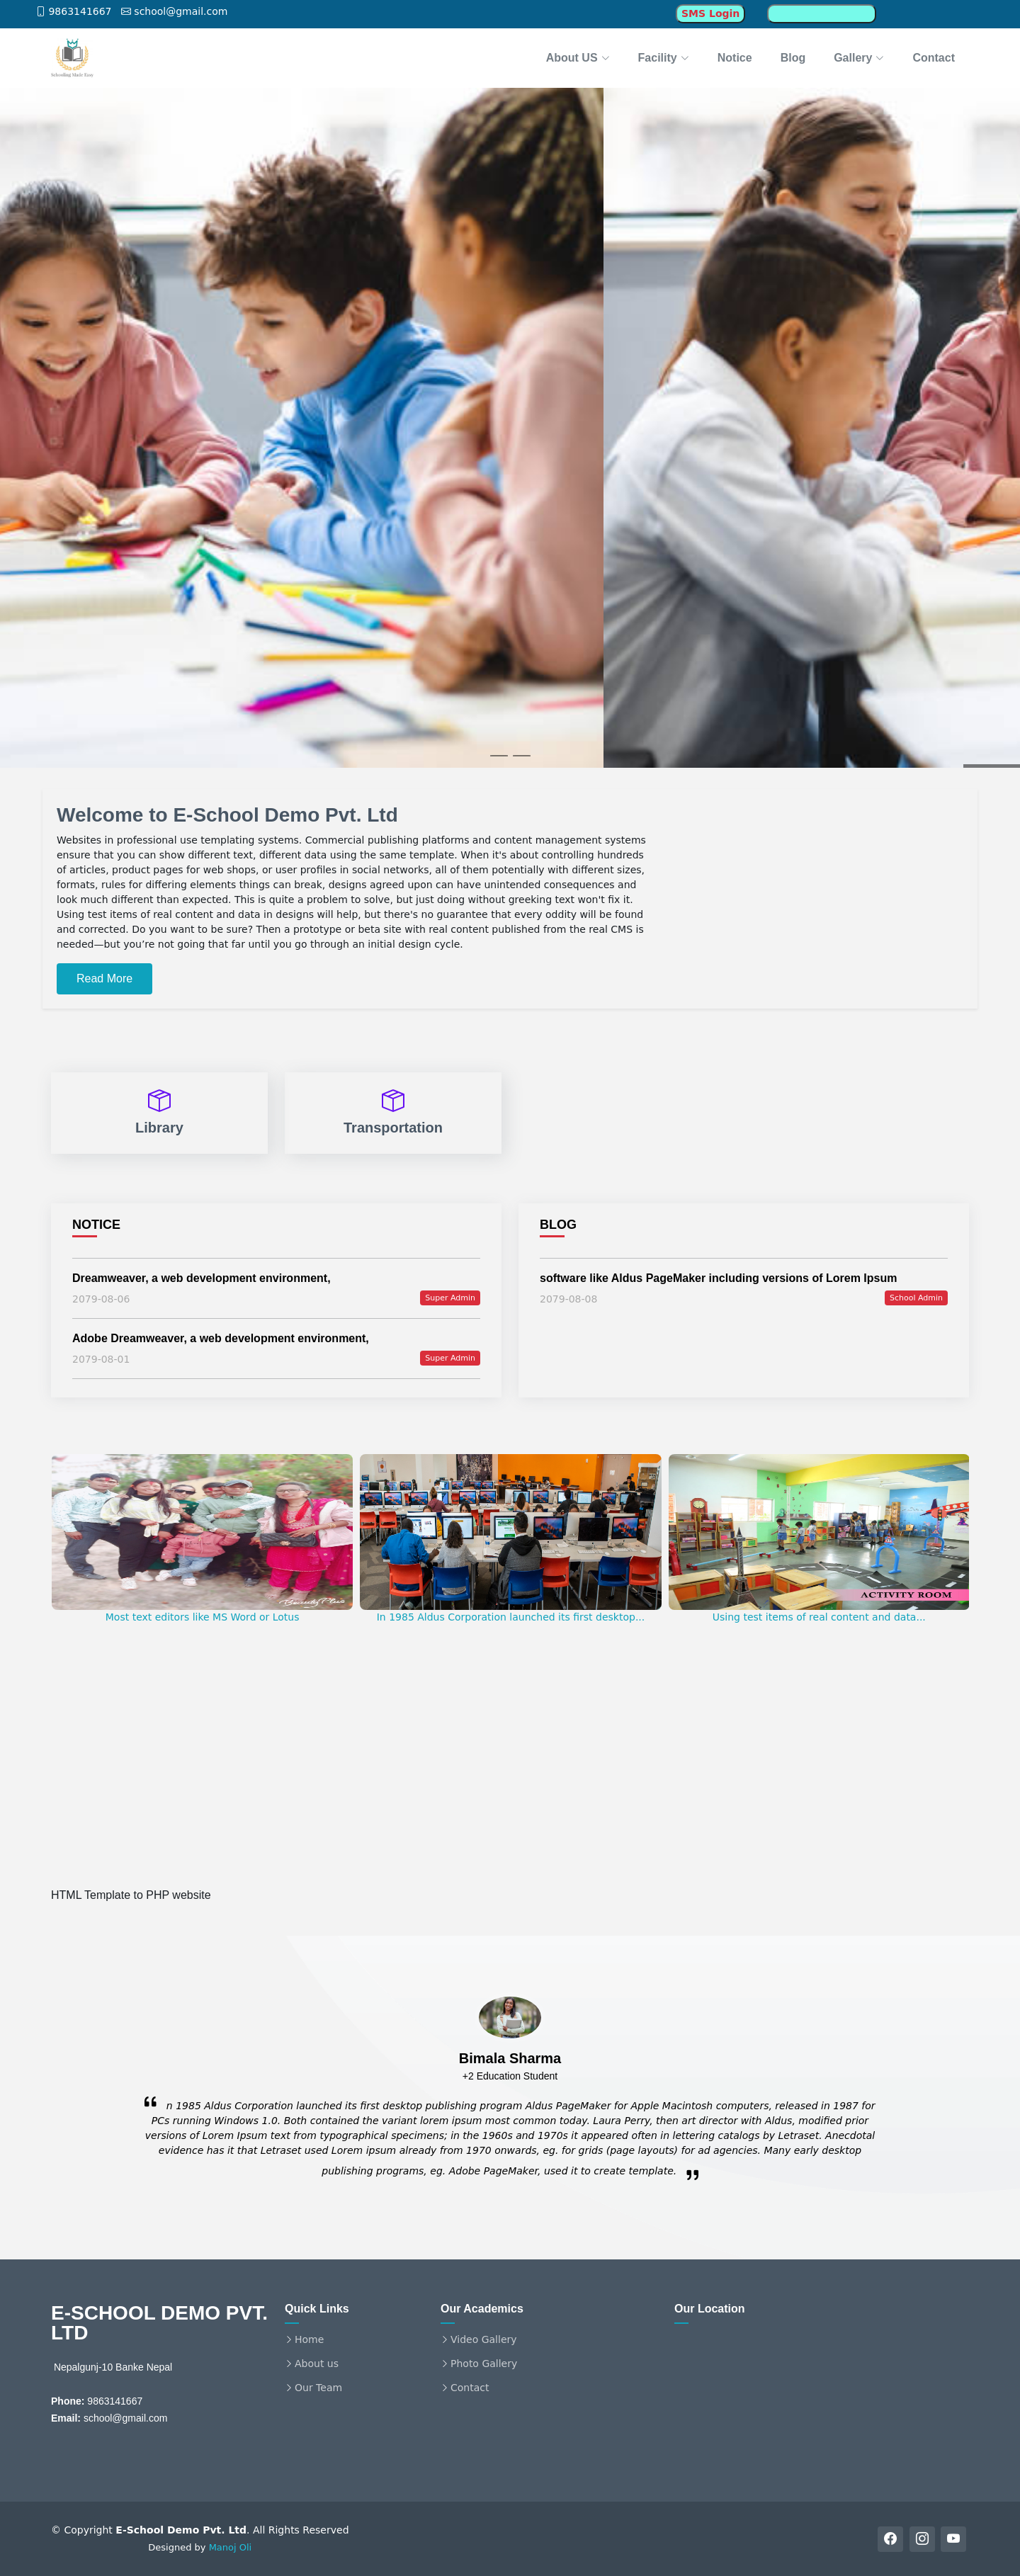 9863141667 school@gmail.com SMS Login
Schoolling Made Easy
About US Facility Notice Blog Gallery Contact
Welcome to E-School Demo Pvt. Ltd
Websites in professional use templating systems. Commercial publishing platforms and content management systems
ensure that you can show different text, different data using the same template. When it's about controlling hundreds
of articles, product pages for web shops, or user profiles in social networks, all of them potentially with different sizes,
formats, rules for differing elements things can break, designs agreed upon can have unintended consequences and
look much different than expected. This is quite a problem to solve, but just doing without greeking text won't fix it.
Using test items of real content and data in designs will help, but there's no guarantee that every oddity will be found
and corrected. Do you want to be sure? Then a prototype or beta site with real content published from the real CMS is
needed—but you’re not going that far until you go through an initial design cycle.
Read More
Library
Transportation
NOTICE
Dreamweaver, a web development environment,
2079-08-06 Super Admin
Adobe Dreamweaver, a web development environment,
2079-08-01 Super Admin
BLOG
software like Aldus PageMaker including versions of Lorem Ipsum
2079-08-08 School Admin
ACTIVITY ROOM
Most text editors like MS Word or Lotus
In 1985 Aldus Corporation launched its first desktop...
Using test items of real content and data...
HTML Template to PHP website
Bimala Sharma
+2 Education Student
“ n 1985 Aldus Corporation launched its first desktop publishing program Aldus PageMaker for Apple Macintosh computers, released in 1987 for
PCs running Windows 1.0. Both contained the variant lorem ipsum most common today. Laura Perry, then art director with Aldus, modified prior
versions of Lorem Ipsum text from typographical specimens; in the 1960s and 1970s it appeared often in lettering catalogs by Letraset. Anecdotal
evidence has it that Letraset used Lorem ipsum already from 1970 onwards, eg. for grids (page layouts) for ad agencies. Many early desktop
publishing programs, eg. Adobe PageMaker, used it to create template. ”
E-SCHOOL DEMO PVT.
LTD
Nepalgunj-10 Banke Nepal
Phone: 9863141667
Email: school@gmail.com
Quick Links
Home
About us
Our Team
Our Academics
Video Gallery
Photo Gallery
Contact
Our Location
© Copyright E-School Demo Pvt. Ltd. All Rights Reserved
Designed by Manoj Oli